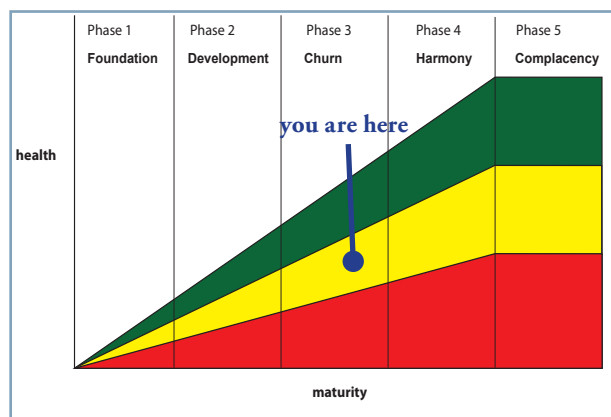 Phase 1
Phase 2
Phase 3
Phase 4
Phase 5
Foundation
Development
Churn
Harmony
Complacency
you are here
health
maturity